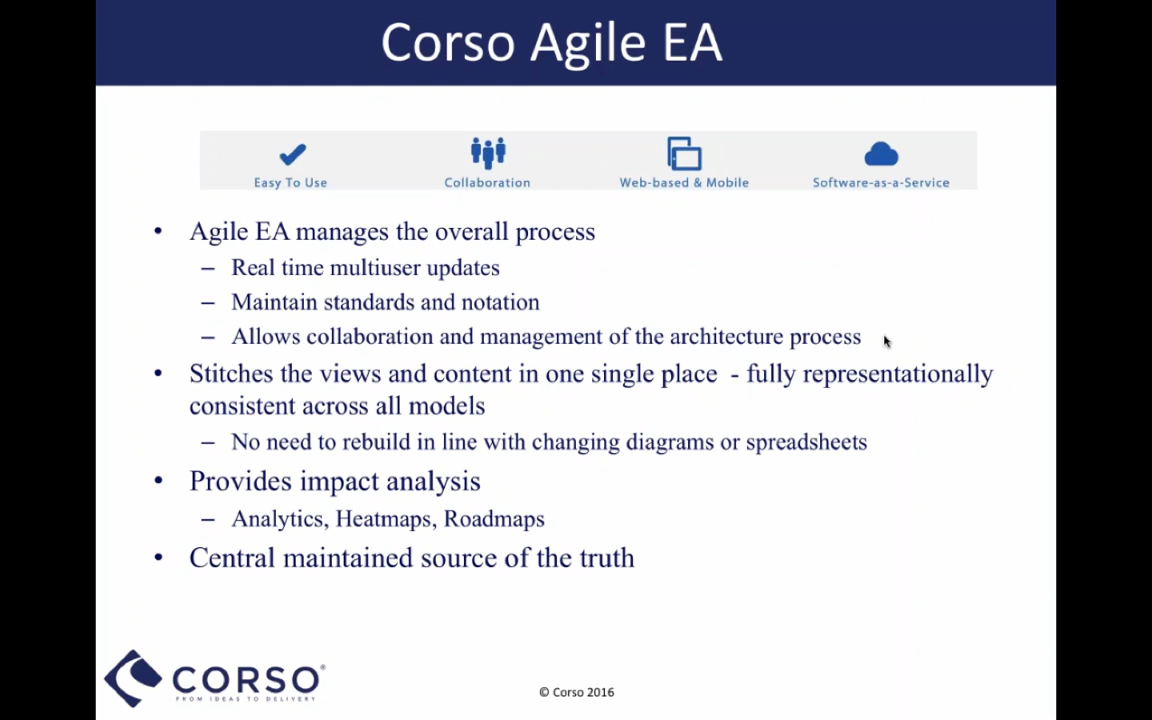 Corso Agile EA
Easy To Use
Collaboration
Web-based & Mobile
Software-as-a-Service
• Agile EA manages the overall process
– Real time multiuser updates
– Maintain standards and notation
– Allows collaboration and management of the architecture process
• Stitches the views and content in one single place - fully representationally
consistent across all models
– No need to rebuild in line with changing diagrams or spreadsheets
• Provides impact analysis
– Analytics, Heatmaps, Roadmaps
• Central maintained source of the truth
CORSO®
FROM IDEAS TO DELIVERY
© Corso 2016